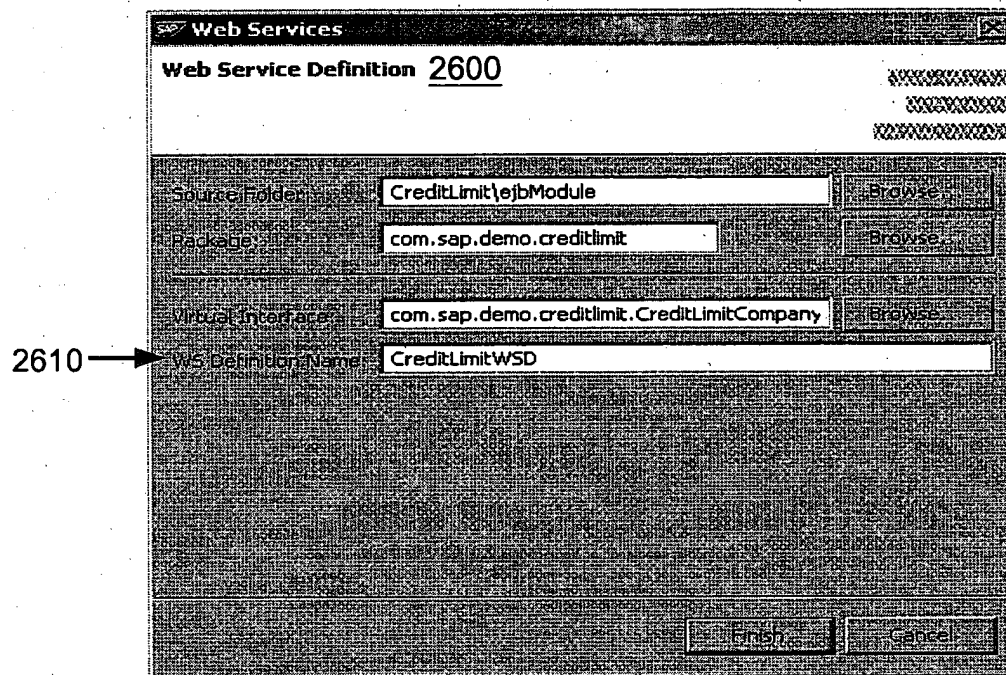 SAP Web Services
Web Service Definition 2600
Source Folder: CreditLimit\ejbModule Browse...
Package: com.sap.demo.creditlimit Browse...
Virtual Interface: com.sap.demo.creditlimit.CreditLimitCompany Browse...
2610 WS Definition Name: CreditLimitWSD
Finish Cancel